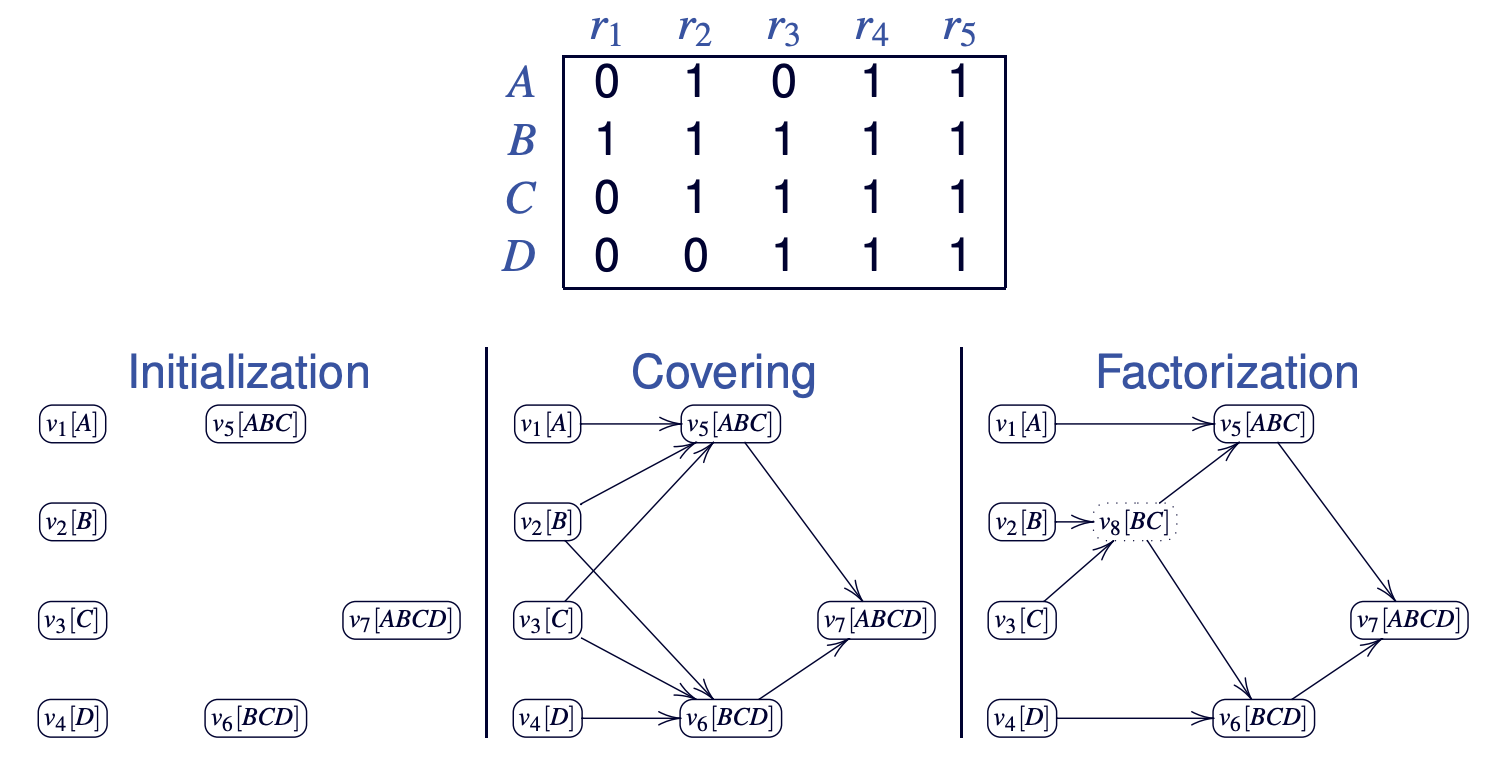 r1 r2 r3 r4 r5
A 0 1 0 1 1
B 1 1 1 1 1
C 0 1 1 1 1
D 0 0 1 1 1
Initialization
v1[A] v5[ABC]
v2[B]
v3[C] v7[ABCD]
v4[D] v6[BCD]
Covering
v1[A] v5[ABC]
v2[B]
v3[C] v7[ABCD]
v4[D] v6[BCD]
Factorization
v1[A] v5[ABC]
v2[B] v8[BC]
v3[C] v7[ABCD]
v4[D] v6[BCD]